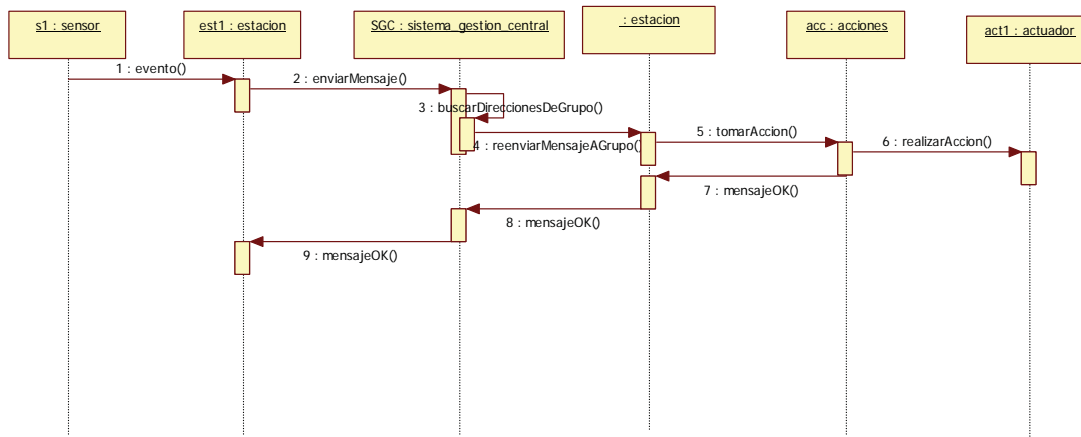 s1 : sensor
est1 : estacion
SGC : sistema_gestion_central
: estacion
acc : acciones
act1 : actuador
1 : evento()
2 : enviarMensaje()
3 : buscarDireccionesDeGrupo()
4 : reenviarMensajeAGrupo()
5 : tomarAccion()
6 : realizarAccion()
7 : mensajeOK()
8 : mensajeOK()
9 : mensajeOK()